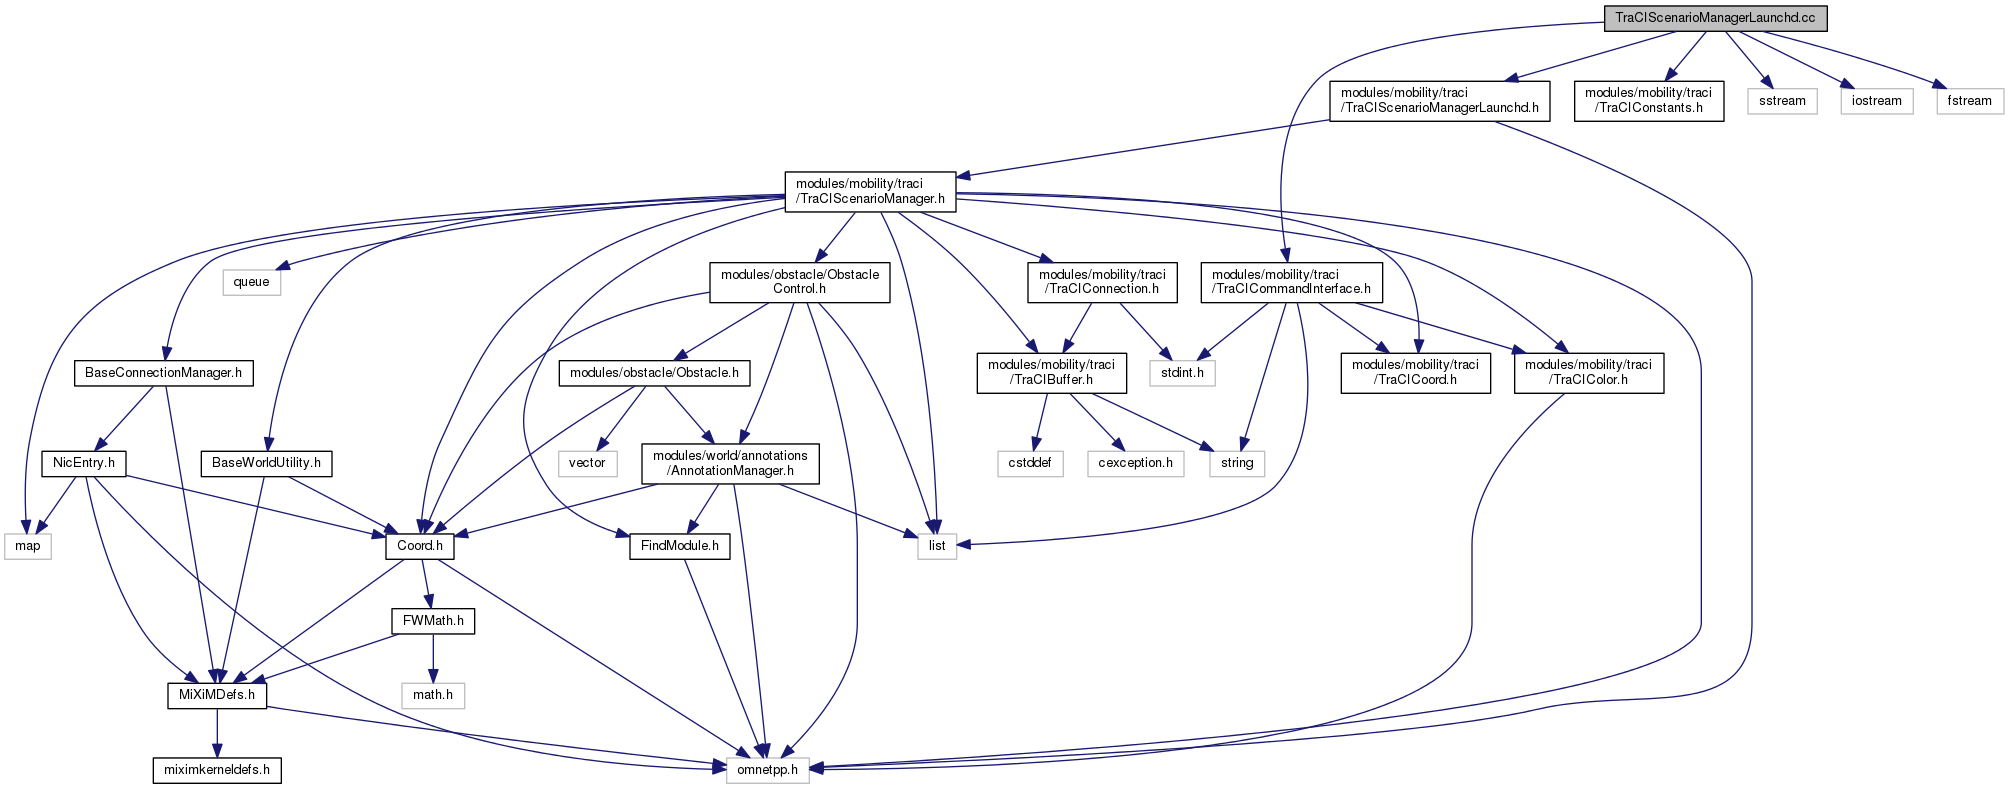 TraCIScenarioManagerLaunchd.cc
modules/mobility/traci
/TraCIScenarioManagerLaunchd.h
modules/mobility/traci
/TraCIConstants.h
sstream
iostream
fstream
modules/mobility/traci
/TraCIScenarioManager.h
queue
modules/obstacle/Obstacle
Control.h
modules/mobility/traci
/TraCIConnection.h
modules/mobility/traci
/TraCICommandInterface.h
BaseConnectionManager.h
modules/obstacle/Obstacle.h
modules/mobility/traci
/TraCIBuffer.h
stdint.h
modules/mobility/traci
/TraCICoord.h
modules/mobility/traci
/TraCIColor.h
NicEntry.h
BaseWorldUtility.h
vector
modules/world/annotations
/AnnotationManager.h
cstddef
cexception.h
string
map
Coord.h
FindModule.h
list
FWMath.h
MiXiMDefs.h
math.h
miximkerneldefs.h
omnetpp.h